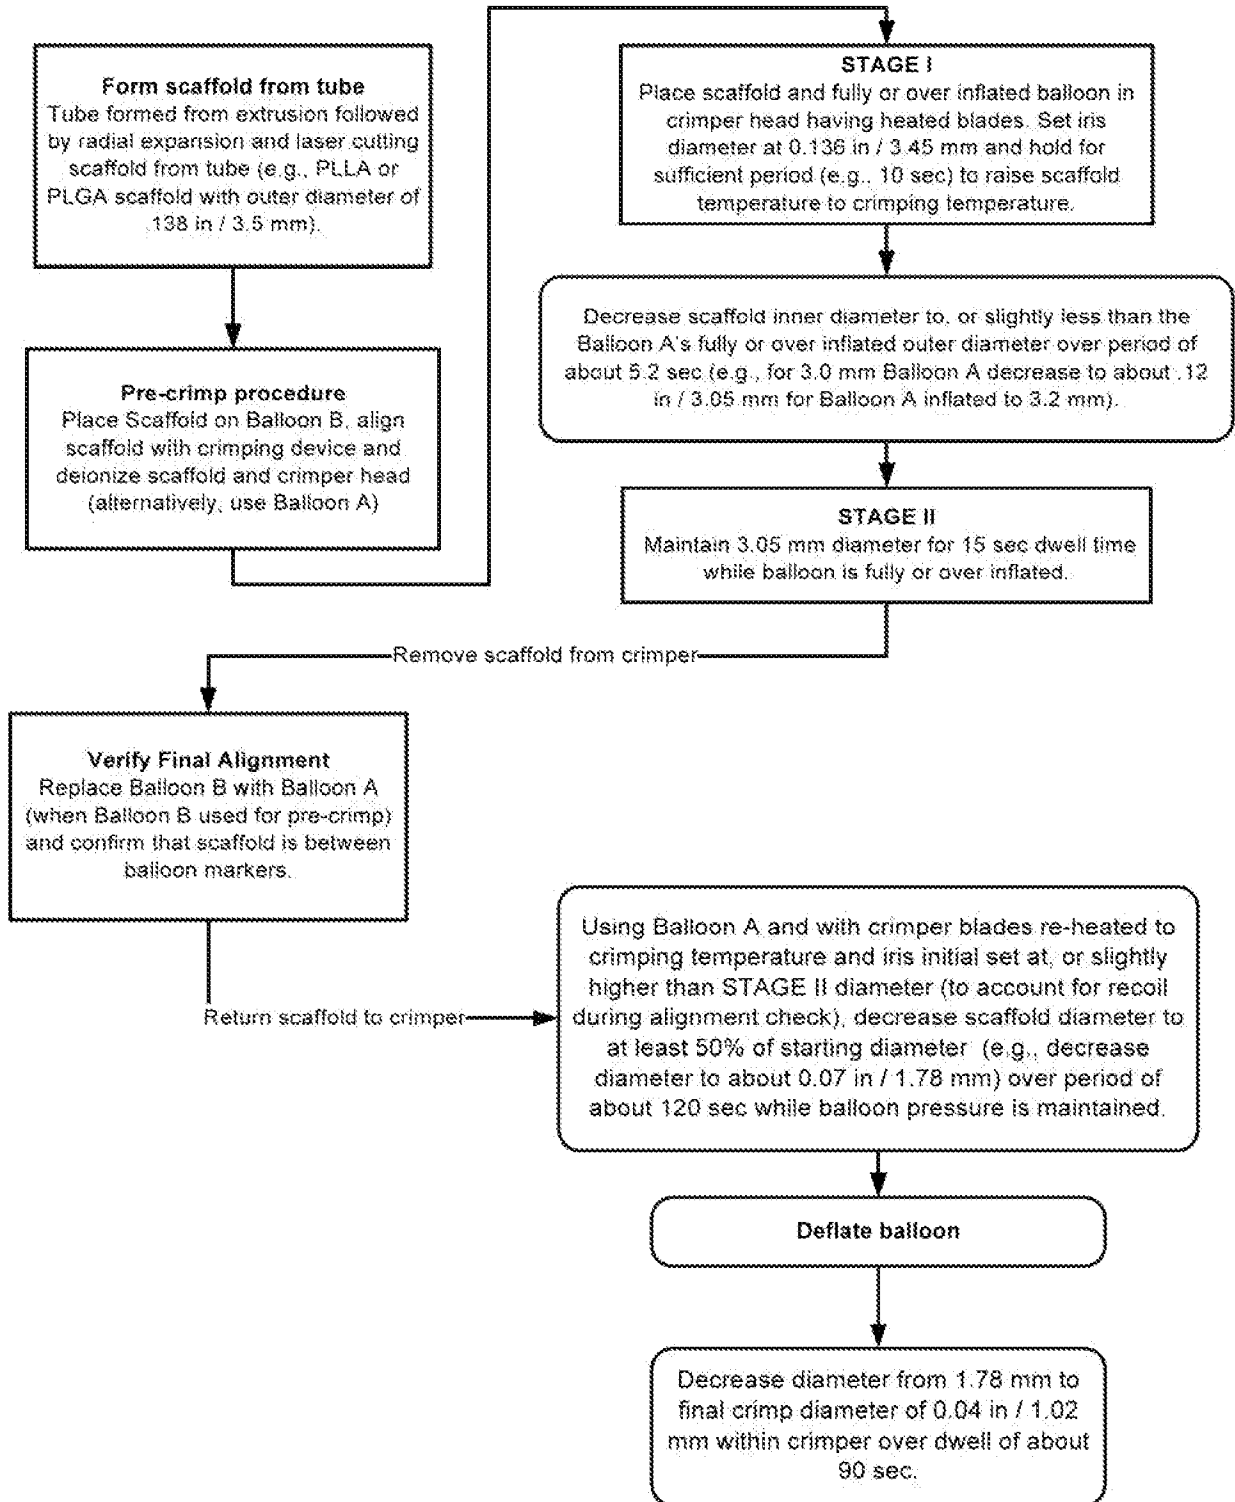 Form scaffold from tube
Tube formed from extrusion followed
by radial expansion and laser cutting
scaffold from tube (e.g., PLLA or
PLGA scaffold with outer diameter of
.138 in / 3.5 mm).
Pre-crimp procedure
Place Scaffold on Balloon B, align
scaffold with crimping device and
deionize scaffold and crimper head
(alternatively, use Balloon A)
STAGE I
Place scaffold and fully or over inflated balloon in
crimper head having heated blades. Set iris
diameter at 0.136 in / 3.45 mm and hold for
sufficient period (e.g., 10 sec) to raise scaffold
temperature to crimping temperature.
Decrease scaffold inner diameter to, or slightly less than the
Balloon A's fully or over inflated outer diameter over period of
about 5.2 sec (e.g., for 3.0 mm Balloon A decrease to about .12
in / 3.05 mm for Balloon A inflated to 3.2 mm).
STAGE II
Maintain 3.05 mm diameter for 15 sec dwell time
while balloon is fully or over inflated.
Remove scaffold from crimper
Verify Final Alignment
Replace Balloon B with Balloon A
(when Balloon B used for pre-crimp)
and confirm that scaffold is between
balloon markers.
Return scaffold to crimper
Using Balloon A and with crimper blades re-heated to
crimping temperature and iris initial set at, or slightly
higher than STAGE II diameter (to account for recoil
during alignment check), decrease scaffold diameter to
at least 50% of starting diameter (e.g., decrease
diameter to about 0.07 in / 1.78 mm) over period of
about 120 sec while balloon pressure is maintained.
Deflate balloon
Decrease diameter from 1.78 mm to
final crimp diameter of 0.04 in / 1.02
mm within crimper over dwell of about
90 sec.